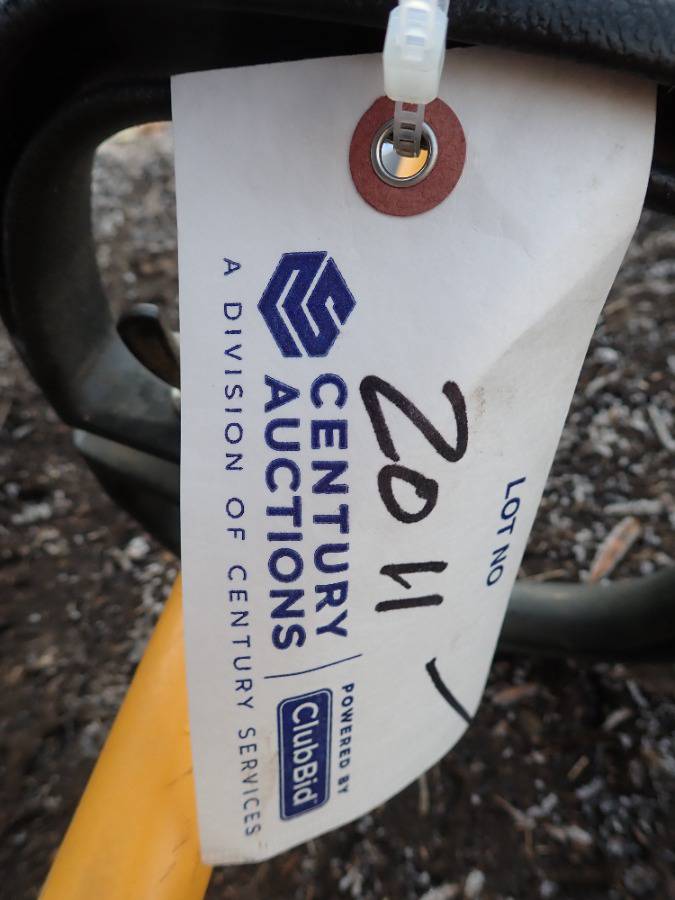 LOT NO
2011
CENTURY
AUCTIONS
POWERED BY
ClubBid
A DIVISION OF CENTURY SERVICES